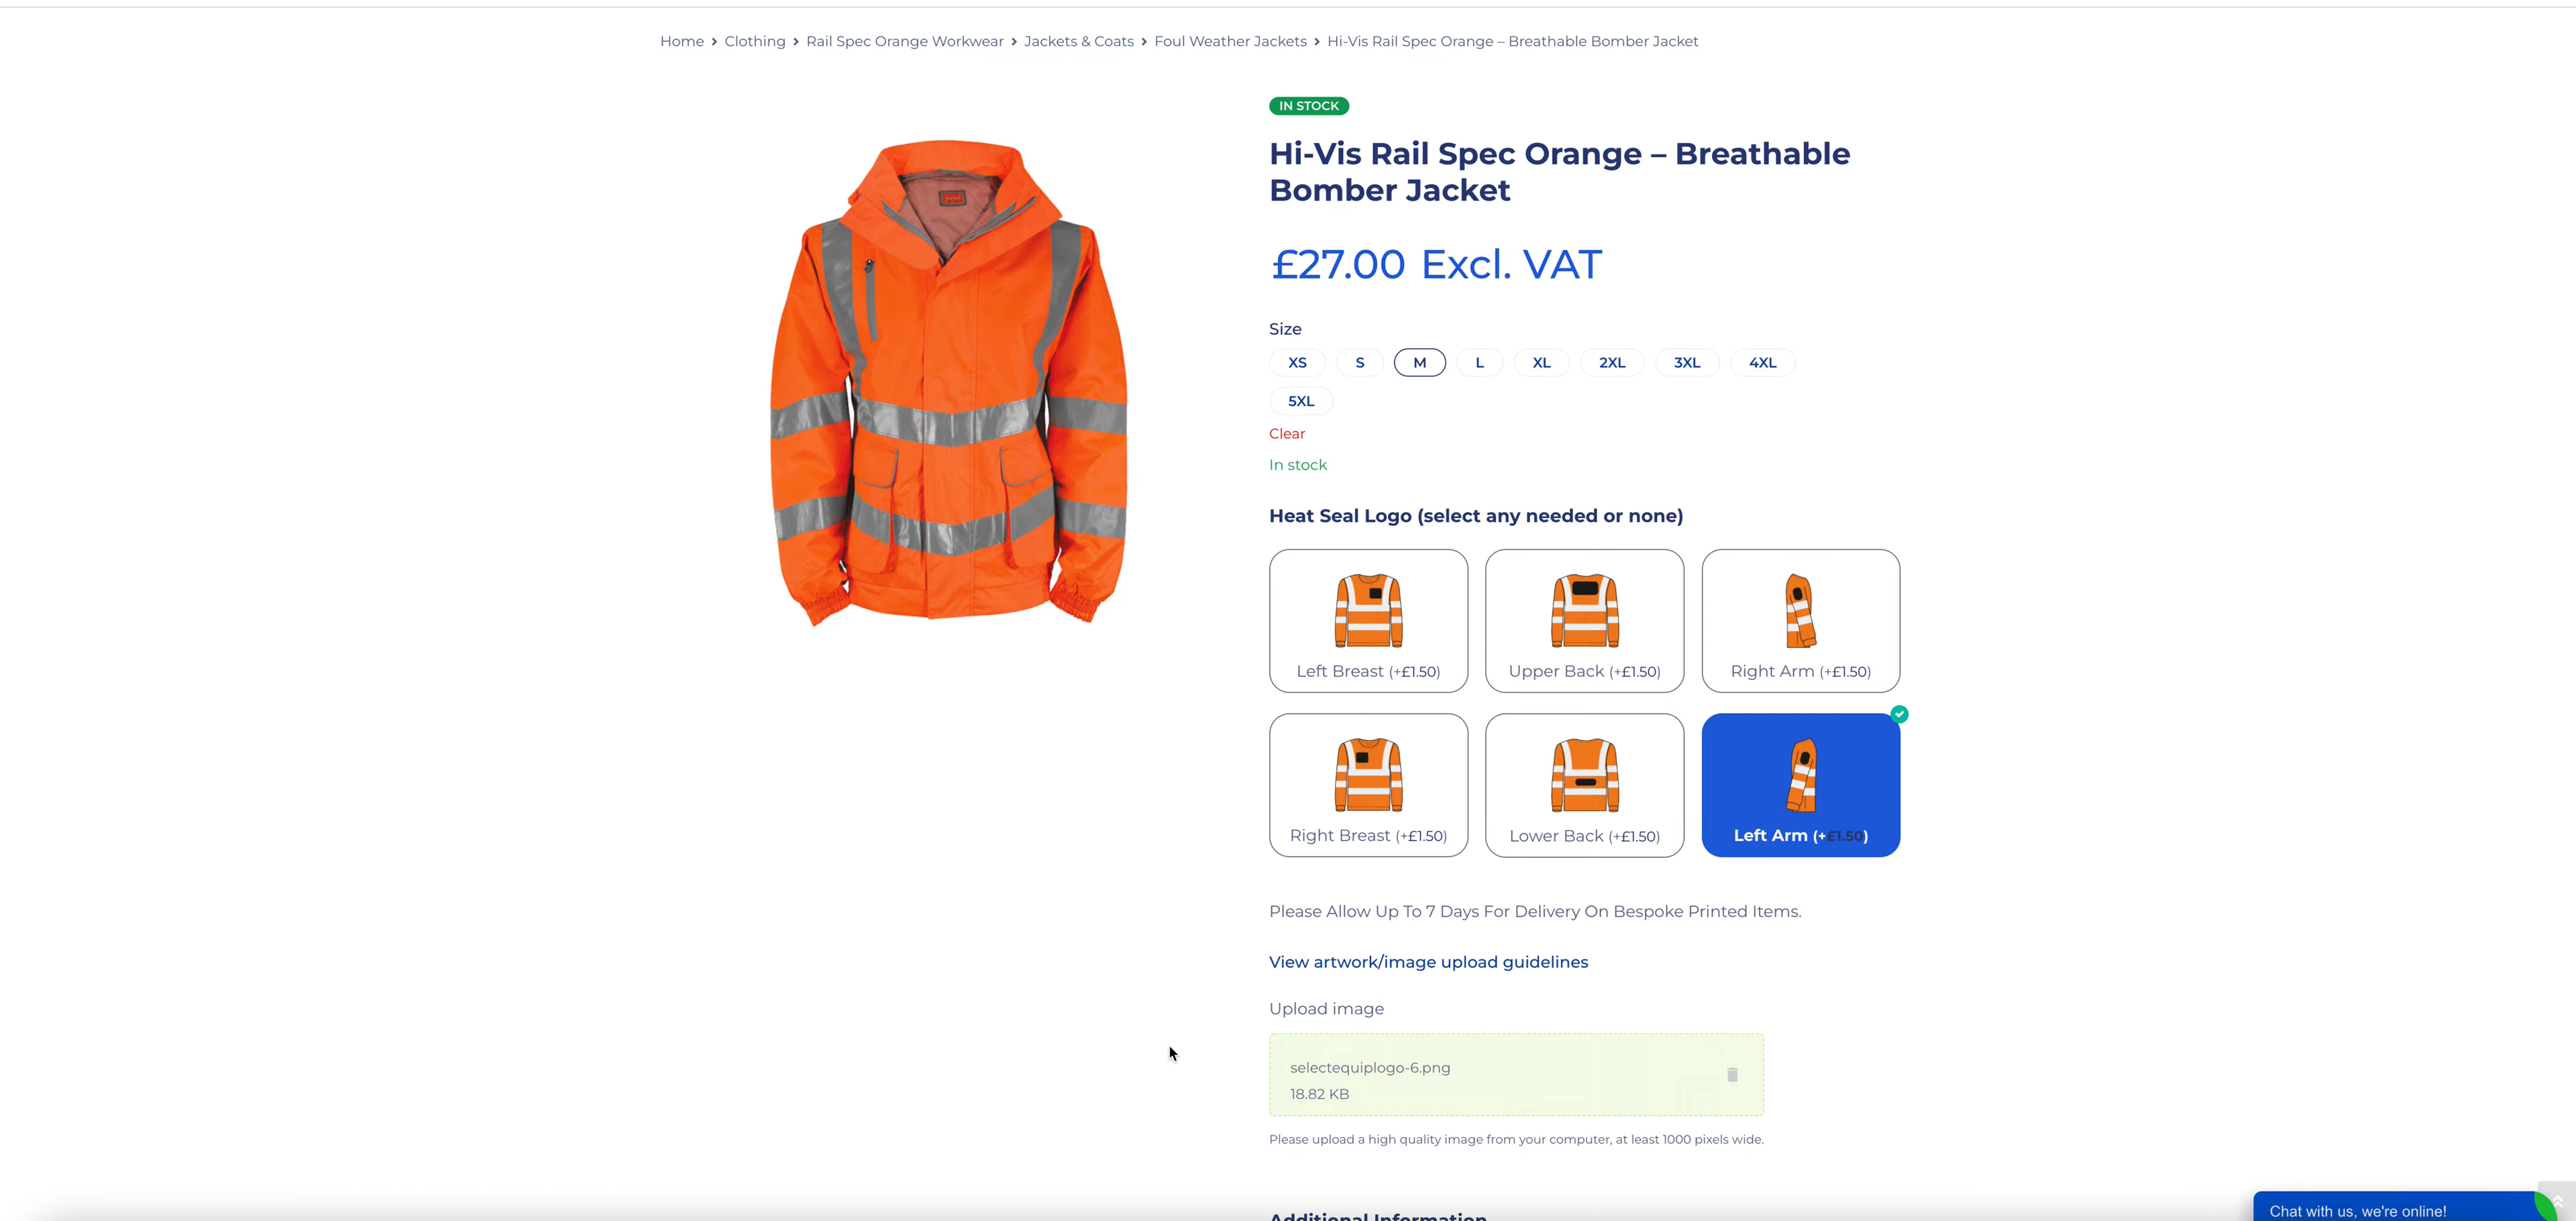 Home > Clothing > Rail Spec Orange Workwear > Jackets & Coats > Foul Weather Jackets > Hi-Vis Rail Spec Orange – Breathable Bomber Jacket
IN STOCK
Hi-Vis Rail Spec Orange – Breathable
Bomber Jacket
£27.00 Excl. VAT
Size
XS S M L XL 2XL 3XL 4XL
5XL
Clear
In stock
Heat Seal Logo (select any needed or none)
Left Breast (+£1.50) Upper Back (+£1.50) Right Arm (+£1.50)
Right Breast (+£1.50) Lower Back (+£1.50) Left Arm (+£1.50)
Please Allow Up To 7 Days For Delivery On Bespoke Printed Items.
View artwork/image upload guidelines
Upload image
selectequiplogo-6.png
18.82 KB
Please upload a high quality image from your computer, at least 1000 pixels wide.
Additional Information
Chat with us, we're online!